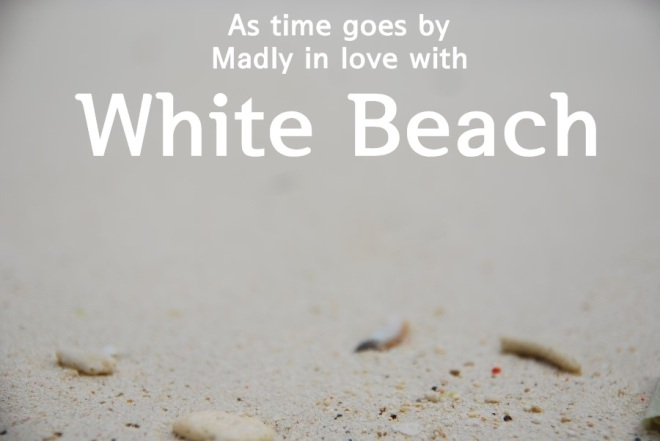 As time goes by
Madly in love with
White Beach